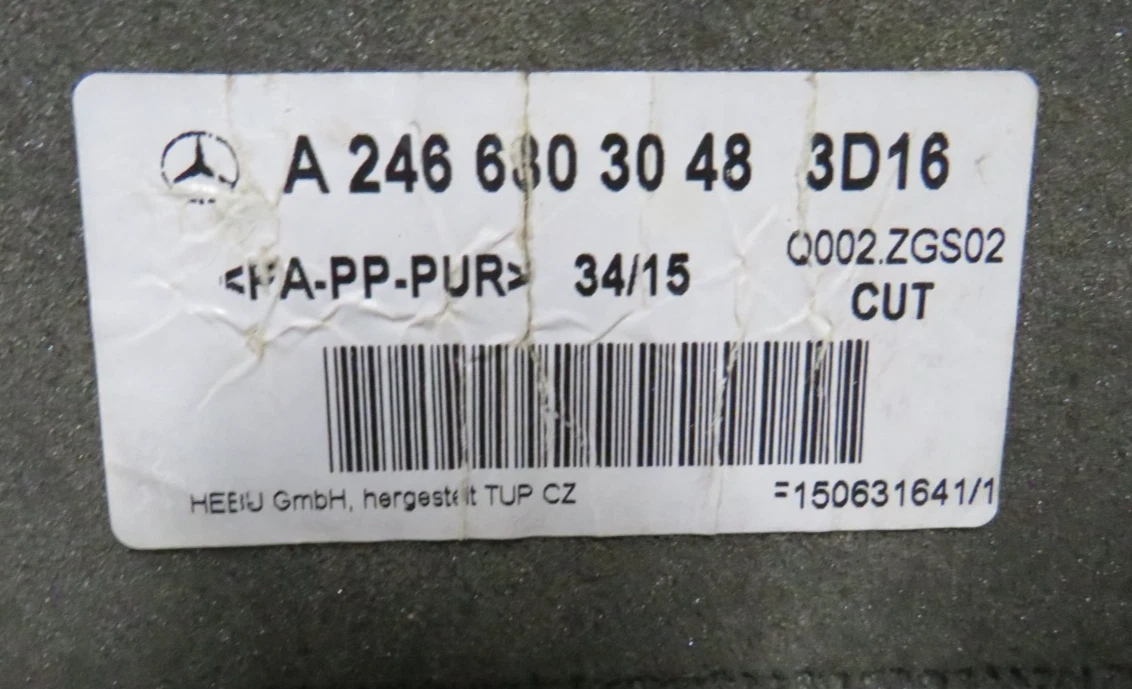 A 246 680 30 48 3D16
<PA-PP-PUR> 34/15 Q002.ZGS02
CUT
GmbH, hergestellt TUP CZ
150631641/1